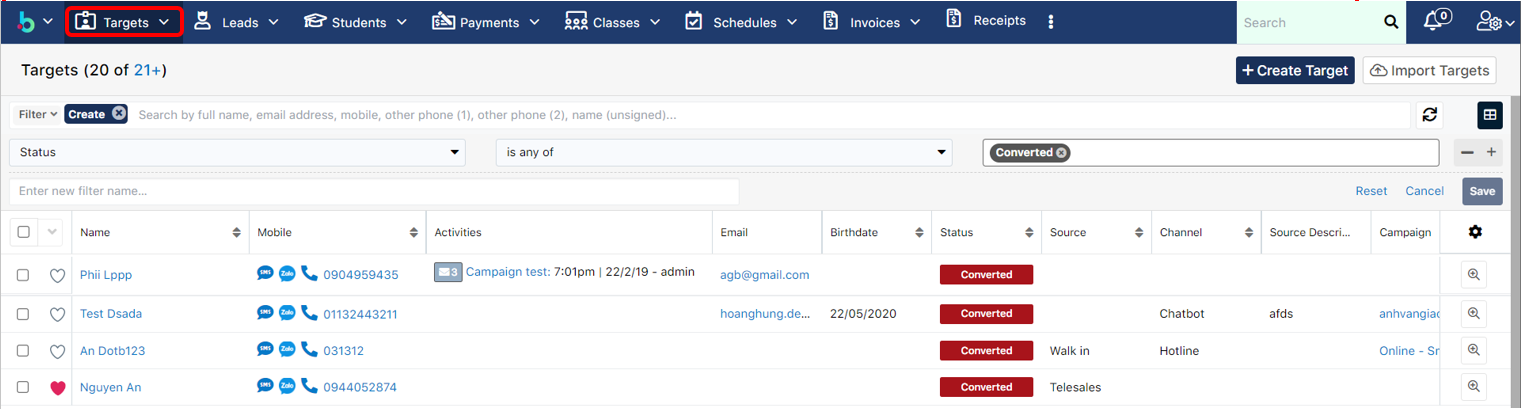 Targets Leads Students Payments Classes Schedules Invoices Receipts Search 0
Targets (20 of 21+) + Create Target Import Targets
Filter Create Search by full name, email address, mobile, other phone (1), other phone (2), name (unsigned)...
Status is any of Converted
Enter new filter name... Reset Cancel Save
Name Mobile Activities Email Birthdate Status Source Channel Source Descri... Campaign
Phii Lppp SMS Zalo 0904959435 3 Campaign test: 7:01pm | 22/2/19 - admin agb@gmail.com Converted
Test Dsada SMS Zalo 01132443211 hoanghung.de... 22/05/2020 Converted Chatbot afds anhvangiao
An Dotb123 SMS Zalo 031312 Converted Walk in Hotline Online - Sr
Nguyen An SMS Zalo 0944052874 Converted Telesales